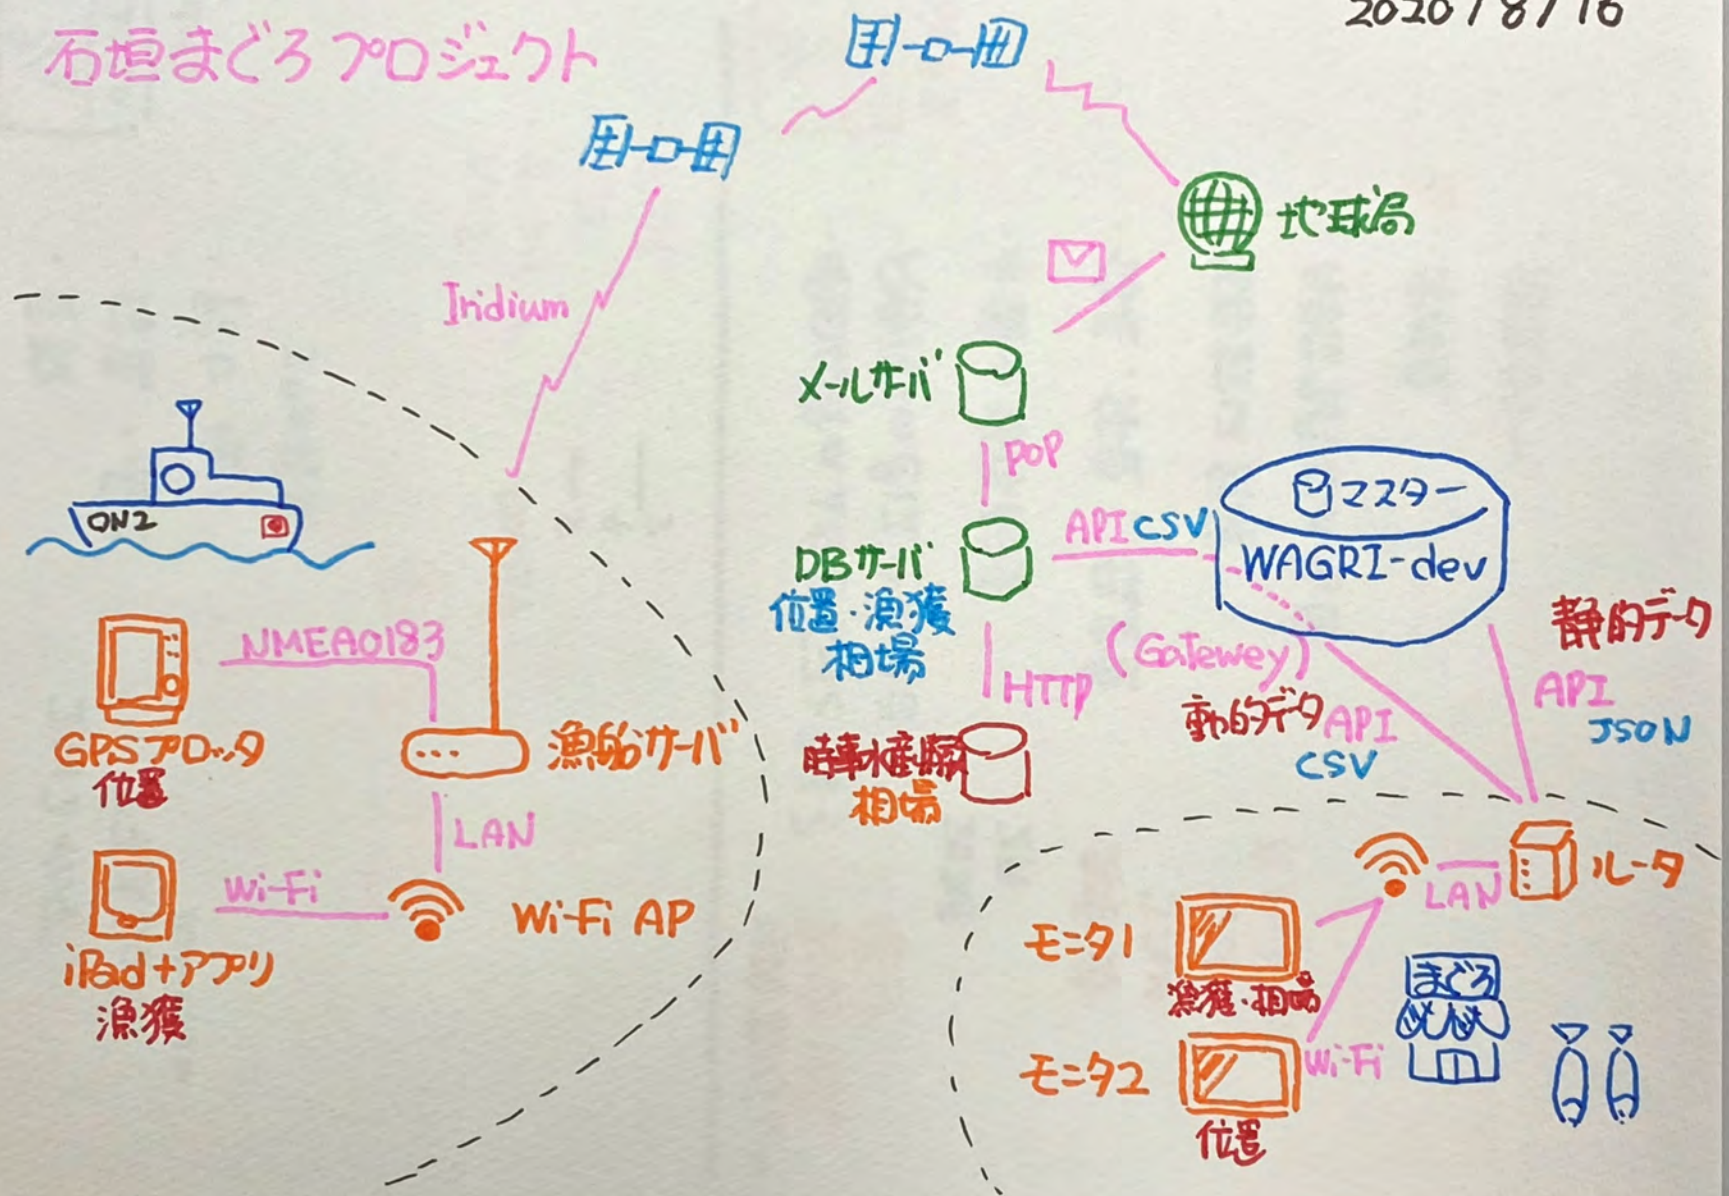 2020/8/16
石垣まぐろプロジェクト
地球局
Iridium
メールサーバ
POP
マスター
WAGRI-dev
API CSV
DBサーバ
位置・漁獲
相場
ON2
NMEA0183
(Gatewey)
HTTP
静的データ
API
JSON
動的データ API
CSV
GPSプロッタ
位置
漁船サーバ
相場
LAN
Wi-Fi
Wi-Fi AP
iPad+アプリ
漁獲
ルータ
LAN
モニタ1
漁獲・相場
まぐろ
モニタ2
Wi-Fi
位置